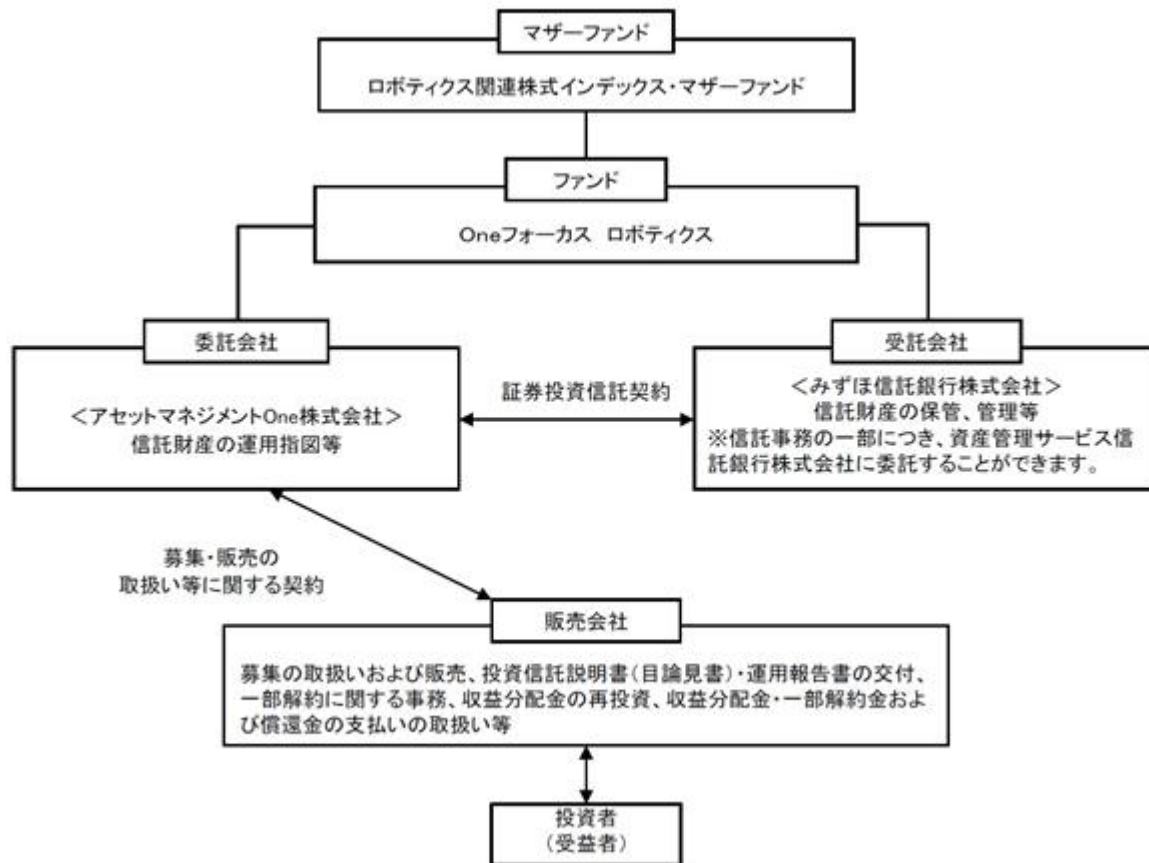 マザーファンド
ロボティクス関連株式インデックス・マザーファンド
ファンド
Oneフォーカス ロボティクス
委託会社
<アセットマネジメントOne株式会社>
信託財産の運用指図等
証券投資信託契約
受託会社
<みずほ信託銀行株式会社>
信託財産の保管、管理等
※信託事務の一部につき、資産管理サービス信
託銀行株式会社に委託することができます。
募集・販売の
取扱い等に関する契約
販売会社
募集の取扱いおよび販売、投資信託説明書(目論見書)・運用報告書の交付、
一部解約に関する事務、収益分配金の再投資、収益分配金・一部解約金およ
び償還金の支払いの取扱い等
投資者
(受益者)